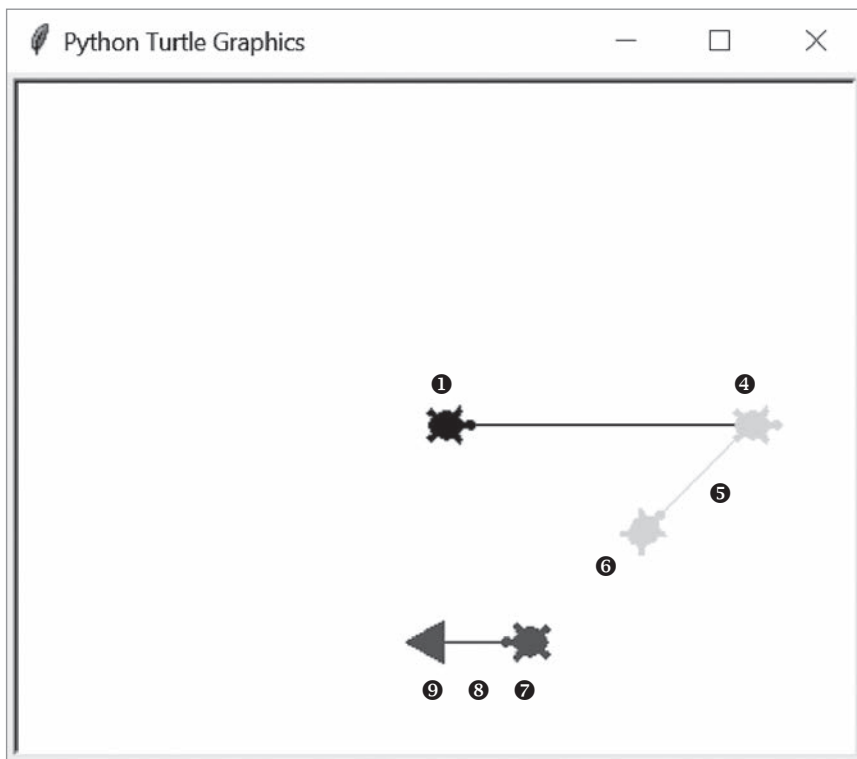 Python Turtle Graphics
❶ ❹
❺
❻
❾ ❽ ❼